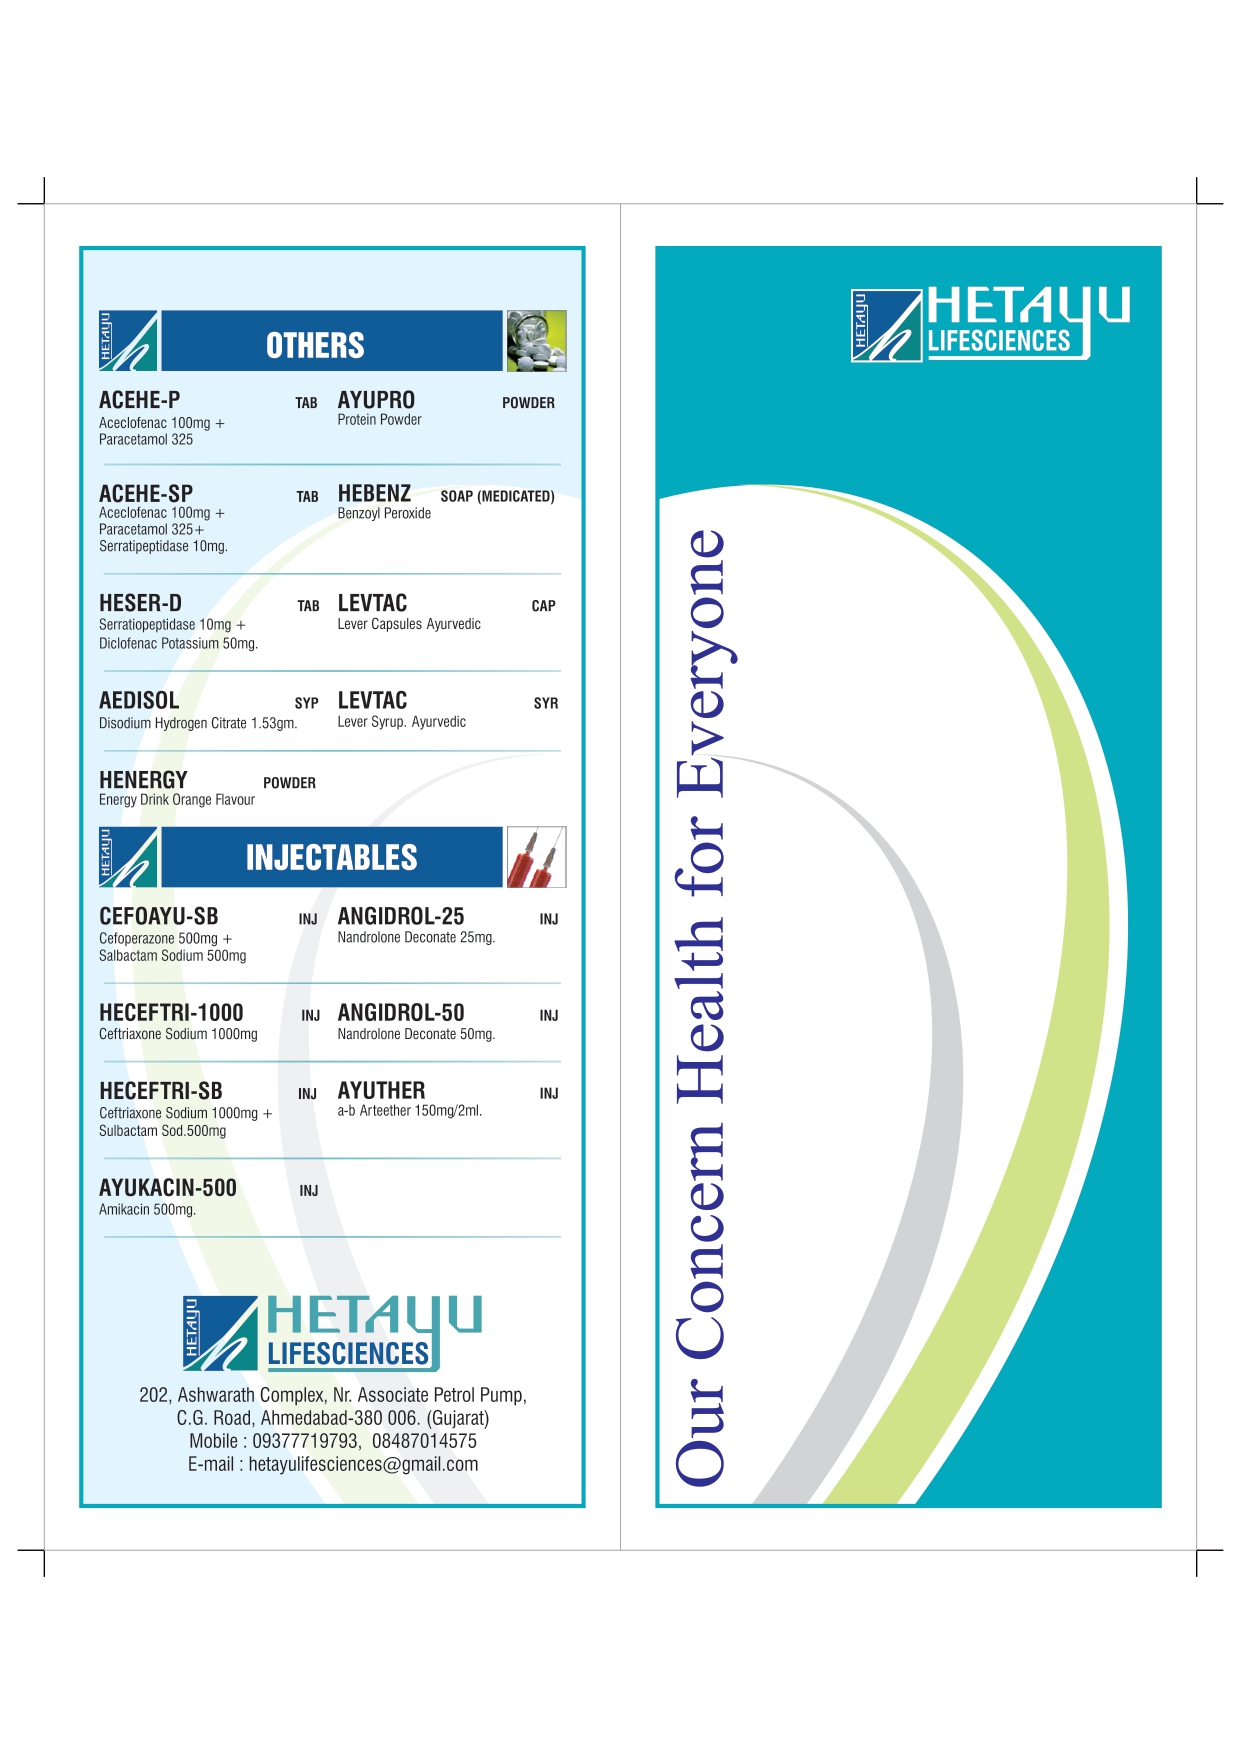 HETAYU
OTHERS
ACEHE-P TAB
Aceclofenac 100mg +
Paracetamol 325
AYUPRO POWDER
Protein Powder
ACEHE-SP TAB
Aceclofenac 100mg +
Paracetamol 325+
Serratipeptidase 10mg.
HEBENZ SOAP (MEDICATED)
Benzoyl Peroxide
HESER-D TAB
Serratiopeptidase 10mg +
Diclofenac Potassium 50mg.
LEVTAC CAP
Lever Capsules Ayurvedic
AEDISOL SYP
Disodium Hydrogen Citrate 1.53gm.
LEVTAC SYR
Lever Syrup. Ayurvedic
HENERGY POWDER
Energy Drink Orange Flavour
HETAYU
INJECTABLES
CEFOAYU-SB INJ
Cefoperazone 500mg +
Salbactam Sodium 500mg
ANGIDROL-25 INJ
Nandrolone Deconate 25mg.
HECEFTRI-1000 INJ
Ceftriaxone Sodium 1000mg
ANGIDROL-50 INJ
Nandrolone Deconate 50mg.
HECEFTRI-SB INJ
Ceftriaxone Sodium 1000mg +
Sulbactam Sod.500mg
AYUTHER INJ
a-b Arteether 150mg/2ml.
AYUKACIN-500 INJ
Amikacin 500mg.
HETAYU
HETAYU
LIFESCIENCES
202, Ashwarath Complex, Nr. Associate Petrol Pump,
C.G. Road, Ahmedabad-380 006. (Gujarat)
Mobile : 09377719793, 08487014575
E-mail : hetayulifesciences@gmail.com
HETAYU
HETAYU
LIFESCIENCES
Our Concern Health for Everyone